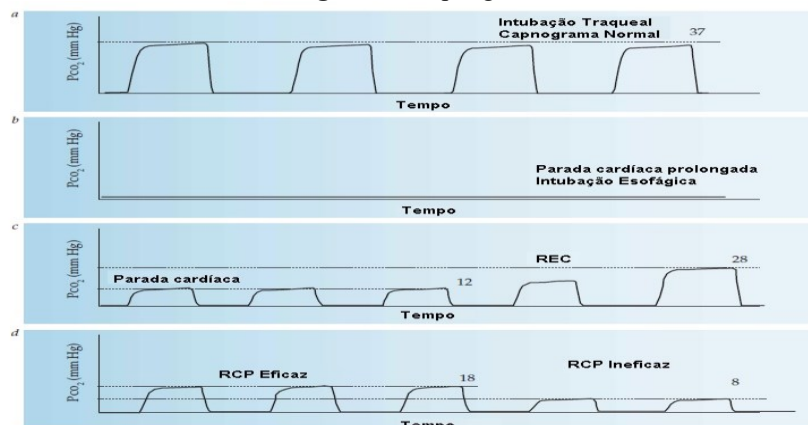 a
Intubação Traqueal
Capnograma Normal
37
Pco2 (mm Hg)
Tempo
b
Pco2 (mm Hg)
Parada cardíaca prolongada
Intubação Esofágica
Tempo
c
Pco2 (mm Hg)
Parada cardíaca
12
REC
28
Tempo
d
Pco2 (mm Hg)
RCP Eficaz
18
RCP Ineficaz
8
Tempo